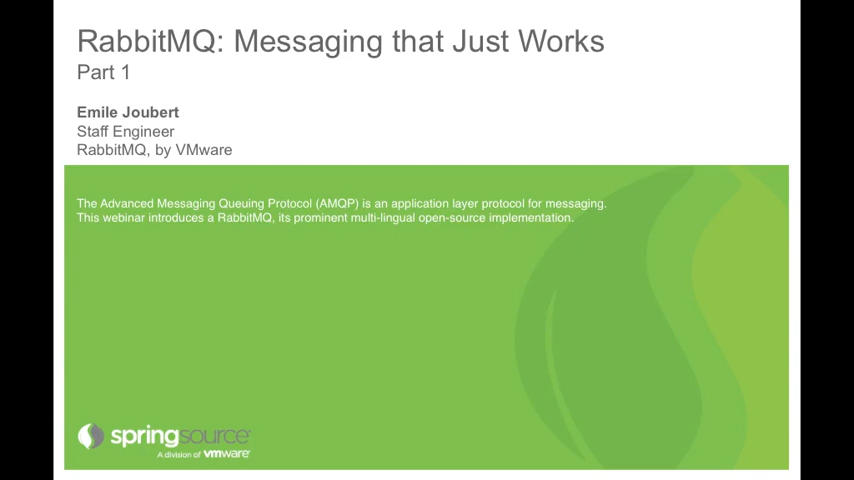 RabbitMQ: Messaging that Just Works
Part 1
Emile Joubert
Staff Engineer
RabbitMQ, by VMware
The Advanced Messaging Queuing Protocol (AMQP) is an application layer protocol for messaging.
This webinar introduces a RabbitMQ, its prominent multi-lingual open-source implementation.
springsource
A division of vmware